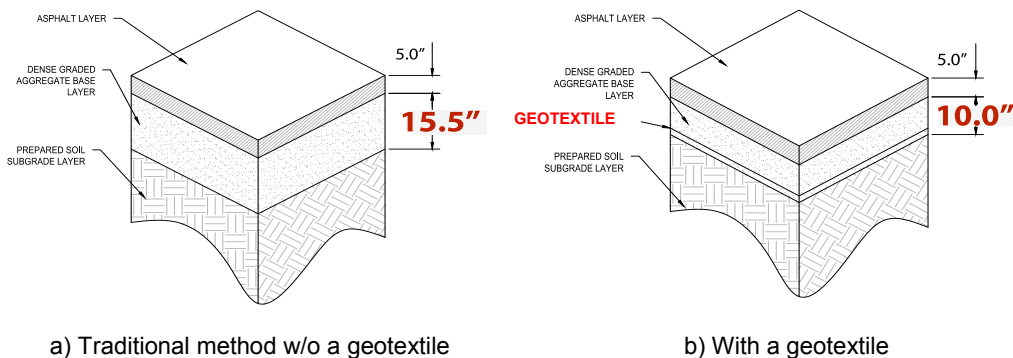 ASPHALT LAYER
5.0"
DENSE GRADED
AGGREGATE BASE
LAYER
15.5"
PREPARED SOIL
SUBGRADE LAYER
a) Traditional method w/o a geotextile
ASPHALT LAYER
5.0"
DENSE GRADED
AGGREGATE BASE
LAYER
10.0"
GEOTEXTILE
PREPARED SOIL
SUBGRADE LAYER
b) With a geotextile